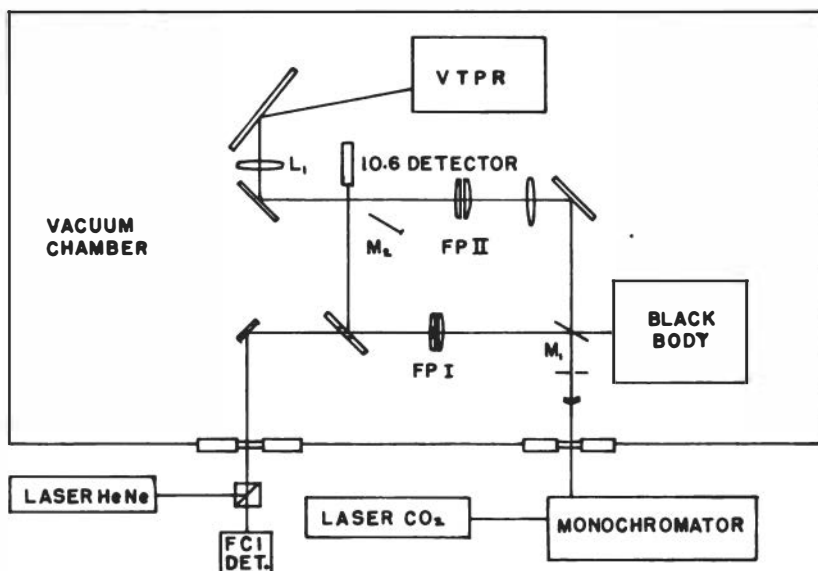 VTPR
L₁
10.6 DETECTOR
VACUUM
CHAMBER
M₂
FP II
BLACK
BODY
M₁
FP I
LASER HeNe
LASER CO₂
MONOCHROMATOR
FCI
DET.